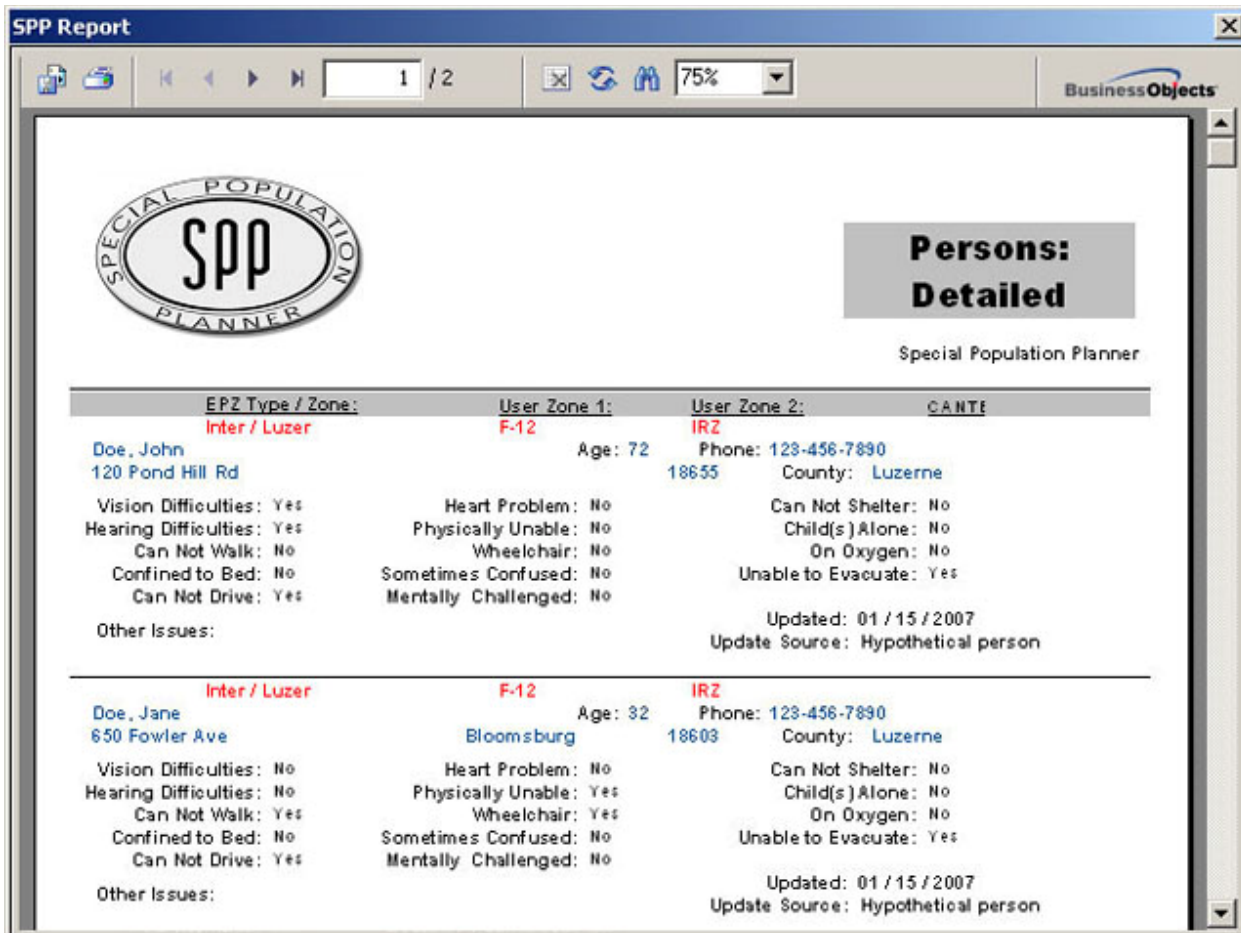 SPP Report
1 / 2
75%
BusinessObjects
SPECIAL POPULATION
SPP
PLANNER
Persons:
Detailed
Special Population Planner
EPZ Type / Zone: User Zone 1: User Zone 2: CANTE
Inter / Luzer F-12 IRZ
Doe, John Age: 72 Phone: 123-456-7890
120 Pond Hill Rd 18655 County: Luzerne
Vision Difficulties: Yes Heart Problem: No Can Not Shelter: No
Hearing Difficulties: Yes Physically Unable: No Child(s) Alone: No
Can Not Walk: No Wheelchair: No On Oxygen: No
Confined to Bed: No Sometimes Confused: No Unable to Evacuate: Yes
Can Not Drive: Yes Mentally Challenged: No
Other Issues: Updated: 01 / 15 / 2007
Update Source: Hypothetical person
Inter / Luzer F-12 IRZ
Doe, Jane Age: 32 Phone: 123-456-7890
650 Fowler Ave Bloomsburg 18603 County: Luzerne
Vision Difficulties: No Heart Problem: No Can Not Shelter: No
Hearing Difficulties: No Physically Unable: Yes Child(s) Alone: No
Can Not Walk: Yes Wheelchair: Yes On Oxygen: No
Confined to Bed: No Sometimes Confused: No Unable to Evacuate: Yes
Can Not Drive: Yes Mentally Challenged: No
Other Issues: Updated: 01 / 15 / 2007
Update Source: Hypothetical person